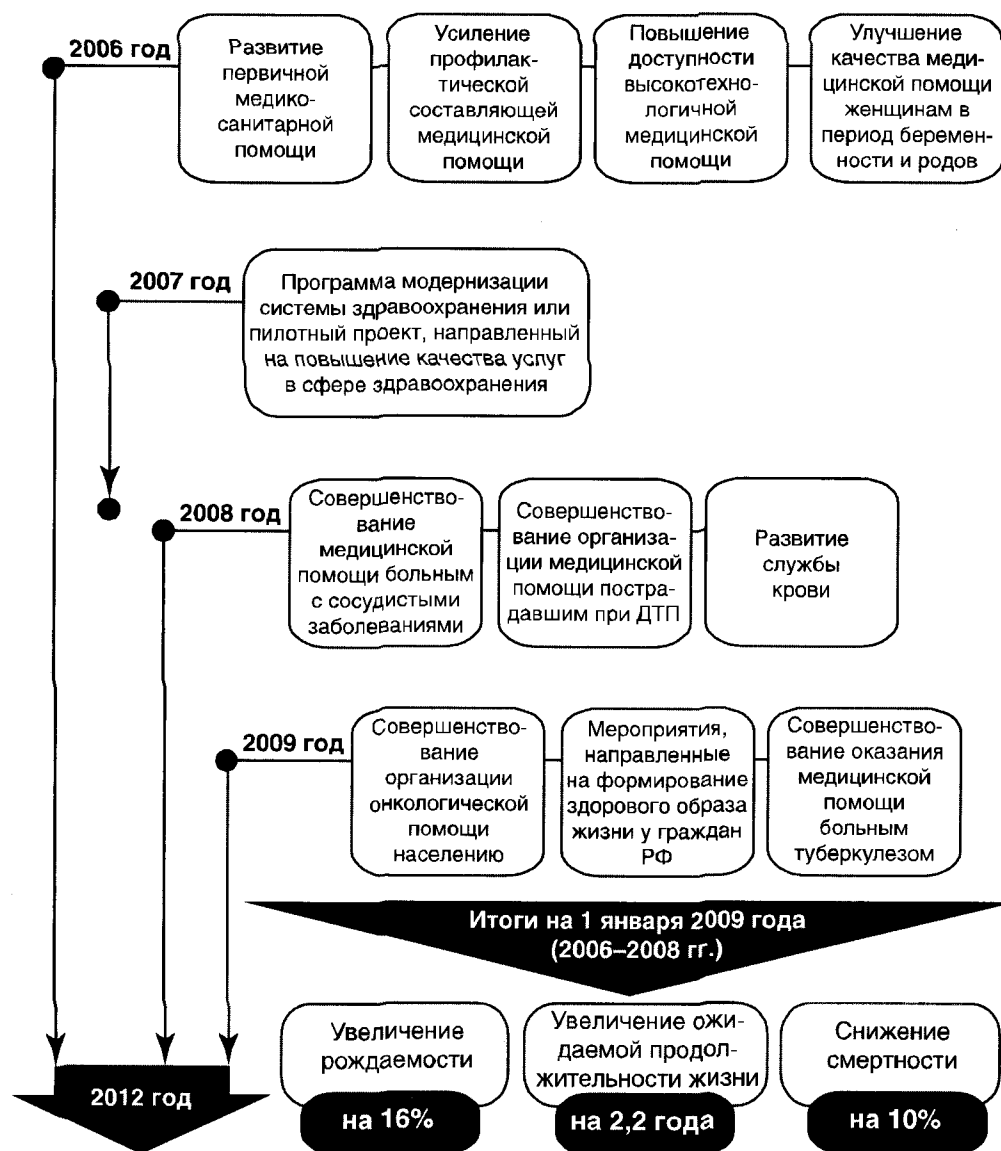 2006 год
Развитие
первичной
медико-
санитарной
помощи
Усиление
профилак-
тической
составляющей
медицинской
помощи
Повышение
доступности
высокотехно-
логичной
медицинской
помощи
Улучшение
качества меди-
цинской помощи
женщинам в
период беремен-
ности и родов
2007 год
Программа модернизации
системы здравоохранения или
пилотный проект, направленный
на повышение качества услуг
в сфере здравоохранения
2008 год
Совершенство-
вание
медицинской
помощи больным
с сосудистыми
заболеваниями
Совершенство-
вание организа-
ции медицинской
помощи постра-
давшим при ДТП
Развитие
службы
крови
2009 год
Совершенство-
вание
организации
онкологической
помощи
населению
Мероприятия,
направленные
на формирование
здорового образа
жизни у граждан
РФ
Совершенство-
вание оказания
медицинской
помощи
больным
туберкулезом
Итоги на 1 января 2009 года
(2006–2008 гг.)
Увеличение
рождаемости
на 16%
Увеличение ожи-
даемой продол-
жительности жизни
на 2,2 года
Снижение
смертности
на 10%
2012 год